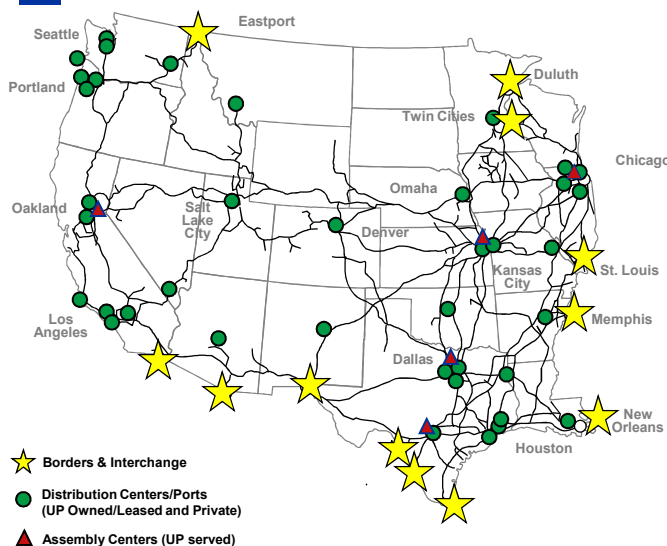 Eastport
Seattle
Portland
Duluth
Twin Cities
Chicago
Omaha
Oakland
Salt
Lake
City
Denver
Kansas
City
St. Louis
Los
Angeles
Memphis
Dallas
New
Orleans
Houston
Borders & Interchange
Distribution Centers/Ports
(UP Owned/Leased and Private)
Assembly Centers (UP served)